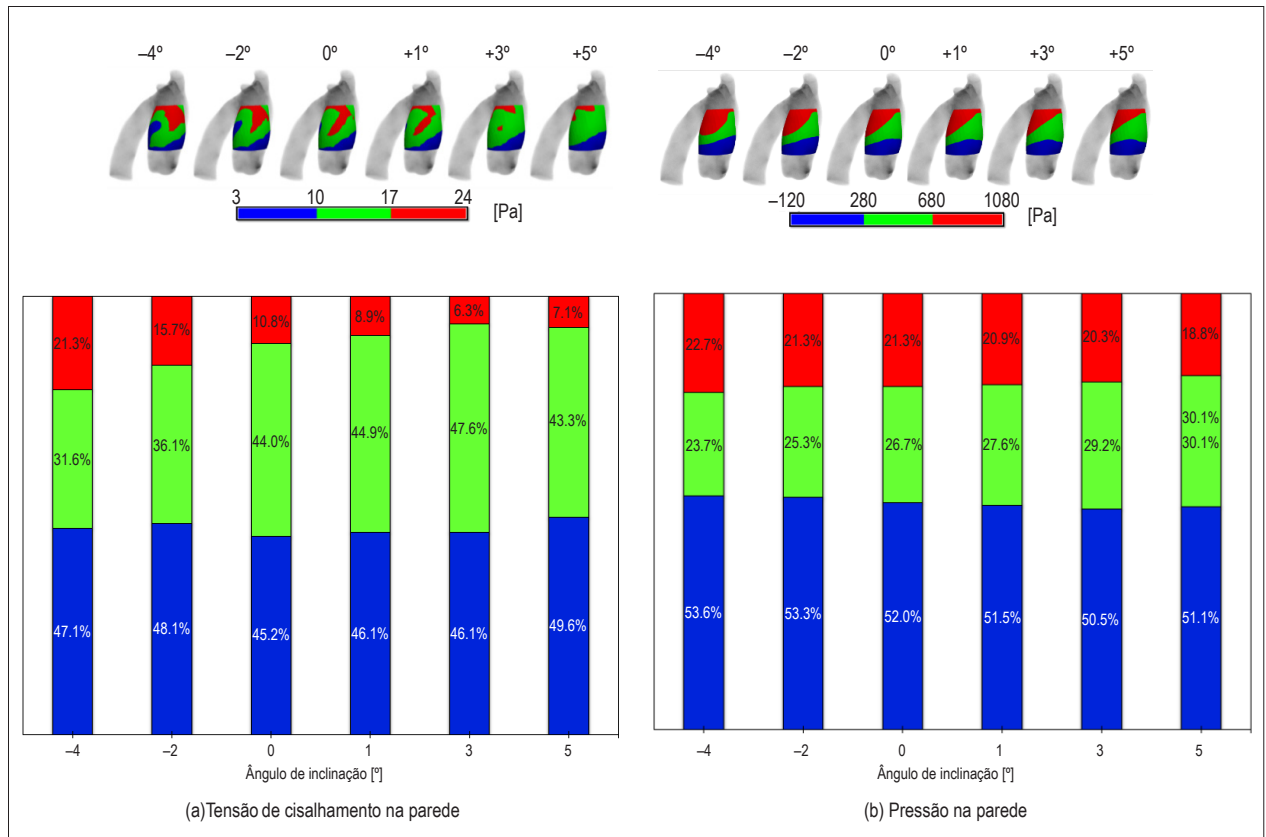 –4º –2º 0º +1º +3º +5º
3 10 17 24 [Pa]
21.3% 15.7% 10.8% 8.9% 6.3% 7.1%
31.6% 36.1% 44.0% 44.9% 47.6% 43.3%
47.1% 48.1% 45.2% 46.1% 46.1% 49.6%
–4 –2 0 1 3 5
Ângulo de inclinação [º]
(a)Tensão de cisalhamento na parede
–4º –2º 0º +1º +3º +5º
–120 280 680 1080 [Pa]
22.7% 21.3% 21.3% 20.9% 20.3% 18.8%
30.1%
23.7% 25.3% 26.7% 27.6% 29.2% 30.1%
53.6% 53.3% 52.0% 51.5% 50.5% 51.1%
–4 –2 0 1 3 5
Ângulo de inclinação [º]
(b) Pressão na parede